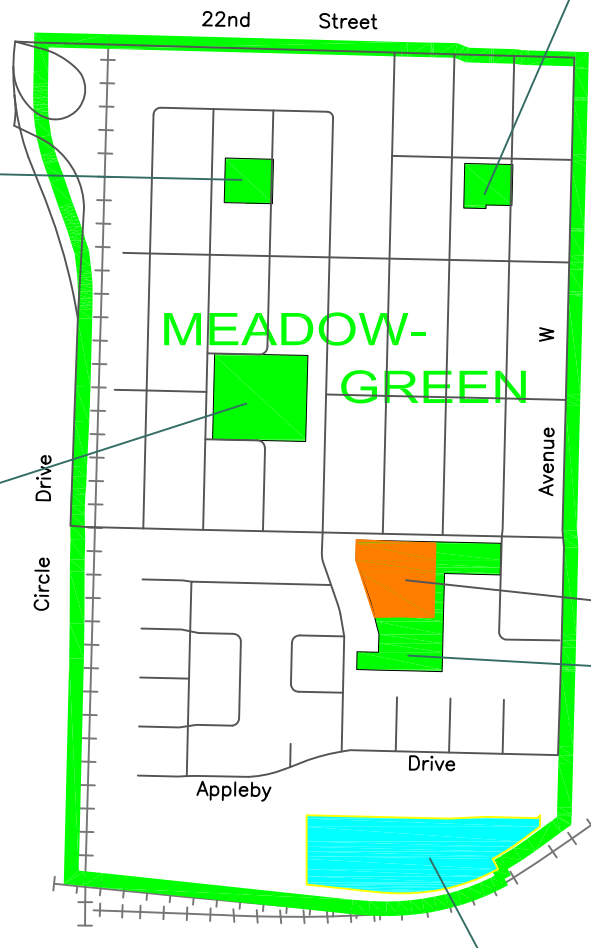 22nd Street
MEADOW-
GREEN
W
Avenue
Circle Drive
Drive
Appleby